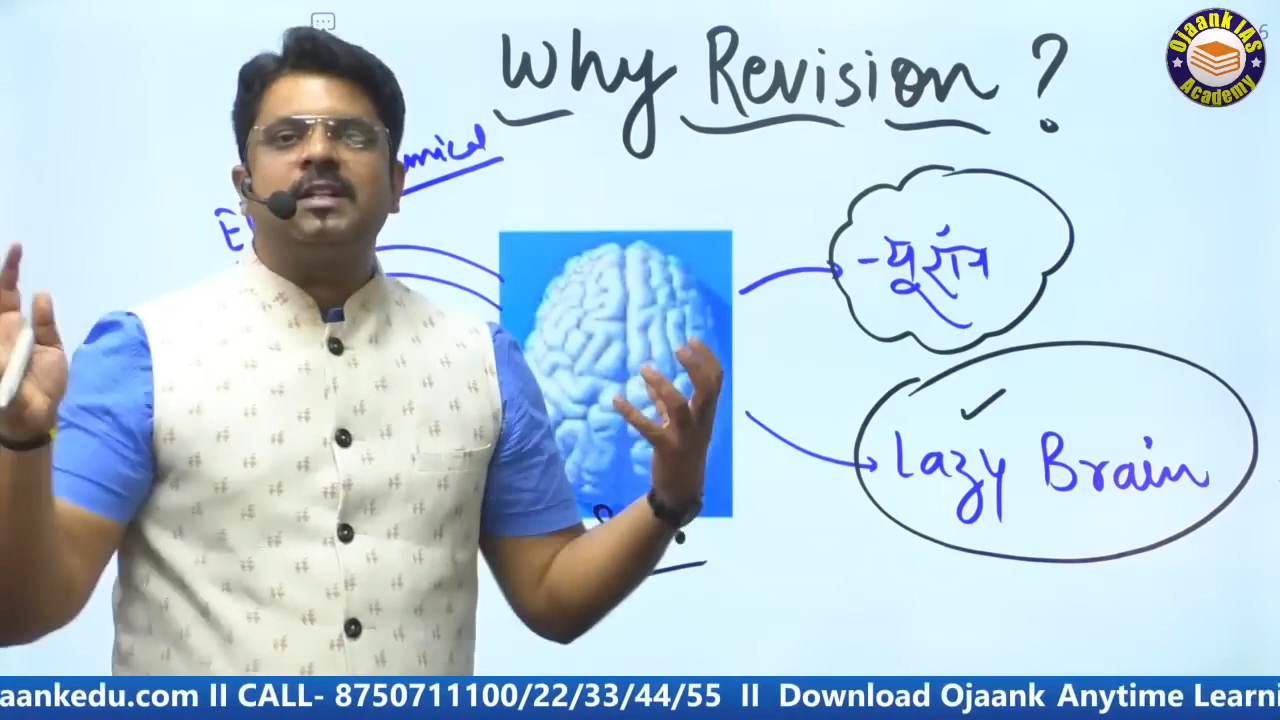 Why Revision ?
Ojaank IAS
Academy
-यूरांन
Lazy Brain
aankedu.com II CALL- 8750711100/22/33/44/55 II Download Ojaank Anytime Learni